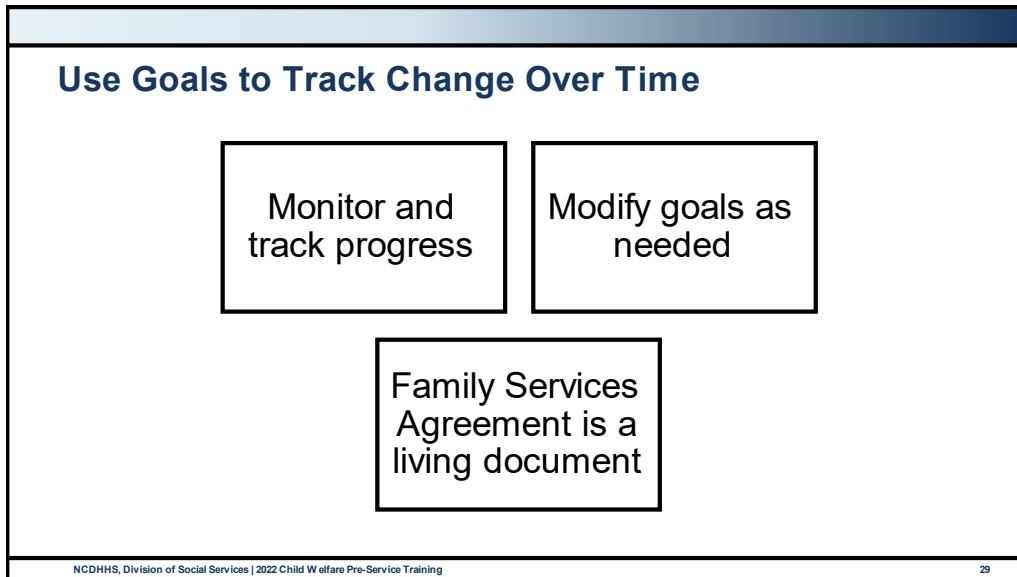 Use Goals to Track Change Over Time
Monitor and
track progress
Modify goals as
needed
Family Services
Agreement is a
living document
NCDHHS, Division of Social Services | 2022 Child Welfare Pre-Service Training
29